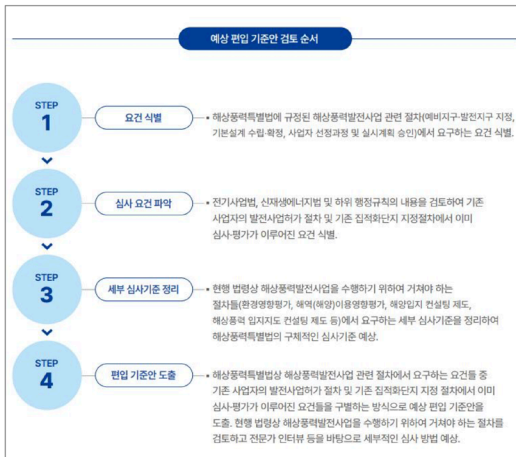 예상 편입 기준안 검토 순서
STEP
1
요건 식별
• 해상풍력특별법에 규정된 해상풍력발전사업 관련 절차(예비지구·발전지구 지정,
기본설계 수립·확정, 사업자 선정과정 및 실시계획 승인)에서 요구하는 요건 식별.
STEP
2
심사 요건 파악
• 전기사업법, 신재생에너지법 및 하위 행정규칙의 내용을 검토하여 기존
사업자의 발전사업허가 절차 및 기존 집적화단지 지정절차에서 이미
심사·평가가 이루어진 요건 식별.
STEP
3
세부 심사기준 정리
• 현행 법령상 해상풍력발전사업을 수행하기 위하여 거쳐야 하는
절차들(환경영향평가, 해역(해양)이용영향평가, 해양입지 컨설팅 제도,
해상풍력 입지지도 컨설팅 제도 등)에서 요구하는 세부 심사기준을 정리하여
해상풍력특별법의 구체적인 심사기준 예상.
STEP
4
편입 기준안 도출
• 해상풍력특별법상 해상풍력발전사업 관련 절차에서 요구하는 요건들 중
기존 사업자의 발전사업허가 절차 및 기존 집적화단지 지정 절차에서 이미
심사·평가가 이루어진 요건들을 구별하는 방식으로 예상 편입 기준안을
도출. 현행 법령상 해상풍력발전사업을 수행하기 위하여 거쳐야 하는 절차를
검토하고 전문가 인터뷰 등을 바탕으로 세부적인 심사 방법 예상.